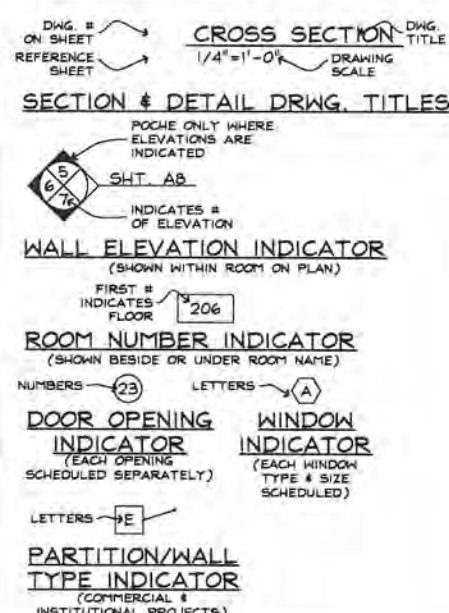 DWG. #
ON SHEET
CROSS SECTION
DWG.
TITLE
REFERENCE
SHEET
1/4"=1'-0"
DRAWING
SCALE
SECTION & DETAIL DRWG. TITLES
POCHE ONLY WHERE
ELEVATIONS ARE
INDICATED
5
6
7
SHT. A8
INDICATES #
OF ELEVATION
WALL ELEVATION INDICATOR
(SHOWN WITHIN ROOM ON PLAN)
FIRST #
INDICATES
FLOOR
206
ROOM NUMBER INDICATOR
(SHOWN BESIDE OR UNDER ROOM NAME)
NUMBERS
23
LETTERS
A
DOOR OPENING
INDICATOR
(EACH OPENING
SCHEDULED SEPARATELY)
WINDOW
INDICATOR
(EACH WINDOW
TYPE & SIZE
SCHEDULED)
LETTERS
E
PARTITION/WALL
TYPE INDICATOR
(COMMERCIAL &
INSTITUTIONAL PROJECTS)